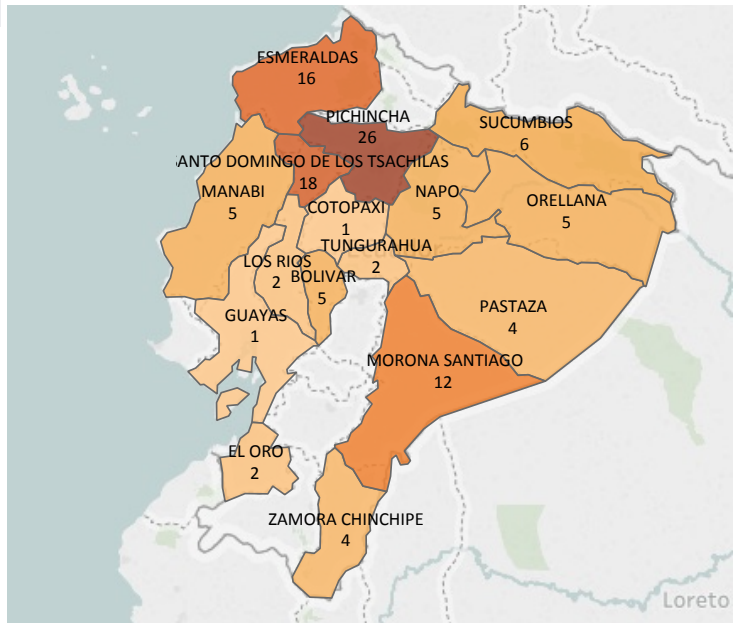 ESMERALDAS
16
PICHINCHA
26
SUCUMBIOS
6
ANTO DOMINGO DE LOS TSACHILAS
18
MANABI
5
NAPO
5
ORELLANA
5
COTOPAXI
1
TUNGURAHUA
2
LOS RIOS
2
BOLIVAR
5
GUAYAS
1
PASTAZA
4
MORONA SANTIAGO
12
EL ORO
2
ZAMORA CHINCHIPE
4
Loreto